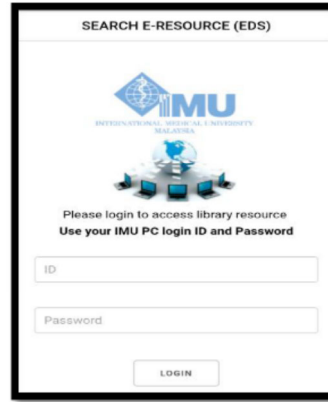 SEARCH E-RESOURCE (EDS)
IMU
INTERNATIONAL MEDICAL UNIVERSITY
MALAYSIA
Please login to access library resource
Use your IMU PC login ID and Password
ID
Password
LOGIN